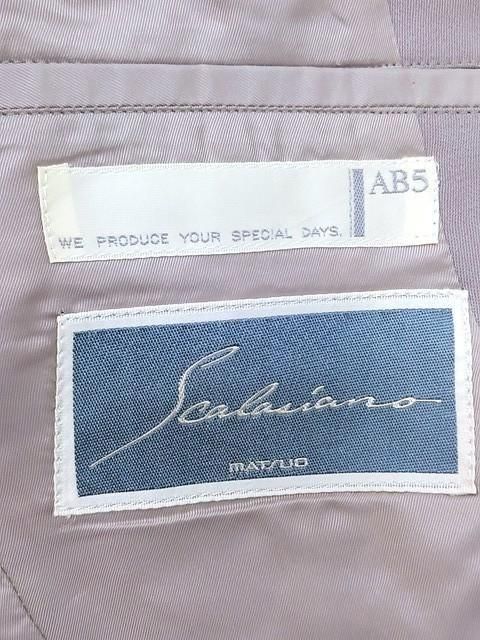 AB5
WE PRODUCE YOUR SPECIAL DAYS.
Scalasiano
MATSUO